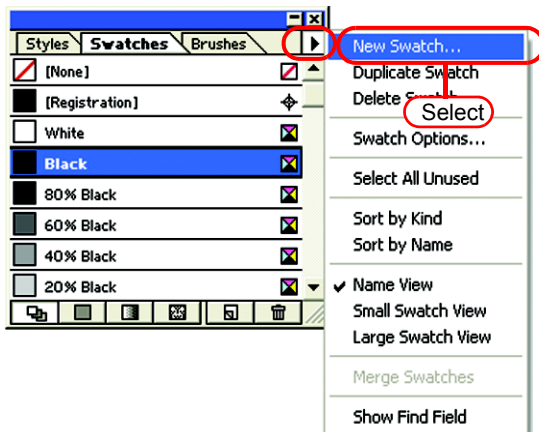 Styles Swatches Brushes
[None]
[Registration]
White
Black
80% Black
60% Black
40% Black
20% Black
New Swatch...
Duplicate Swatch
Delete Swatch
Select
Swatch Options...
Select All Unused
Sort by Kind
Sort by Name
Name View
Small Swatch View
Large Swatch View
Merge Swatches
Show Find Field